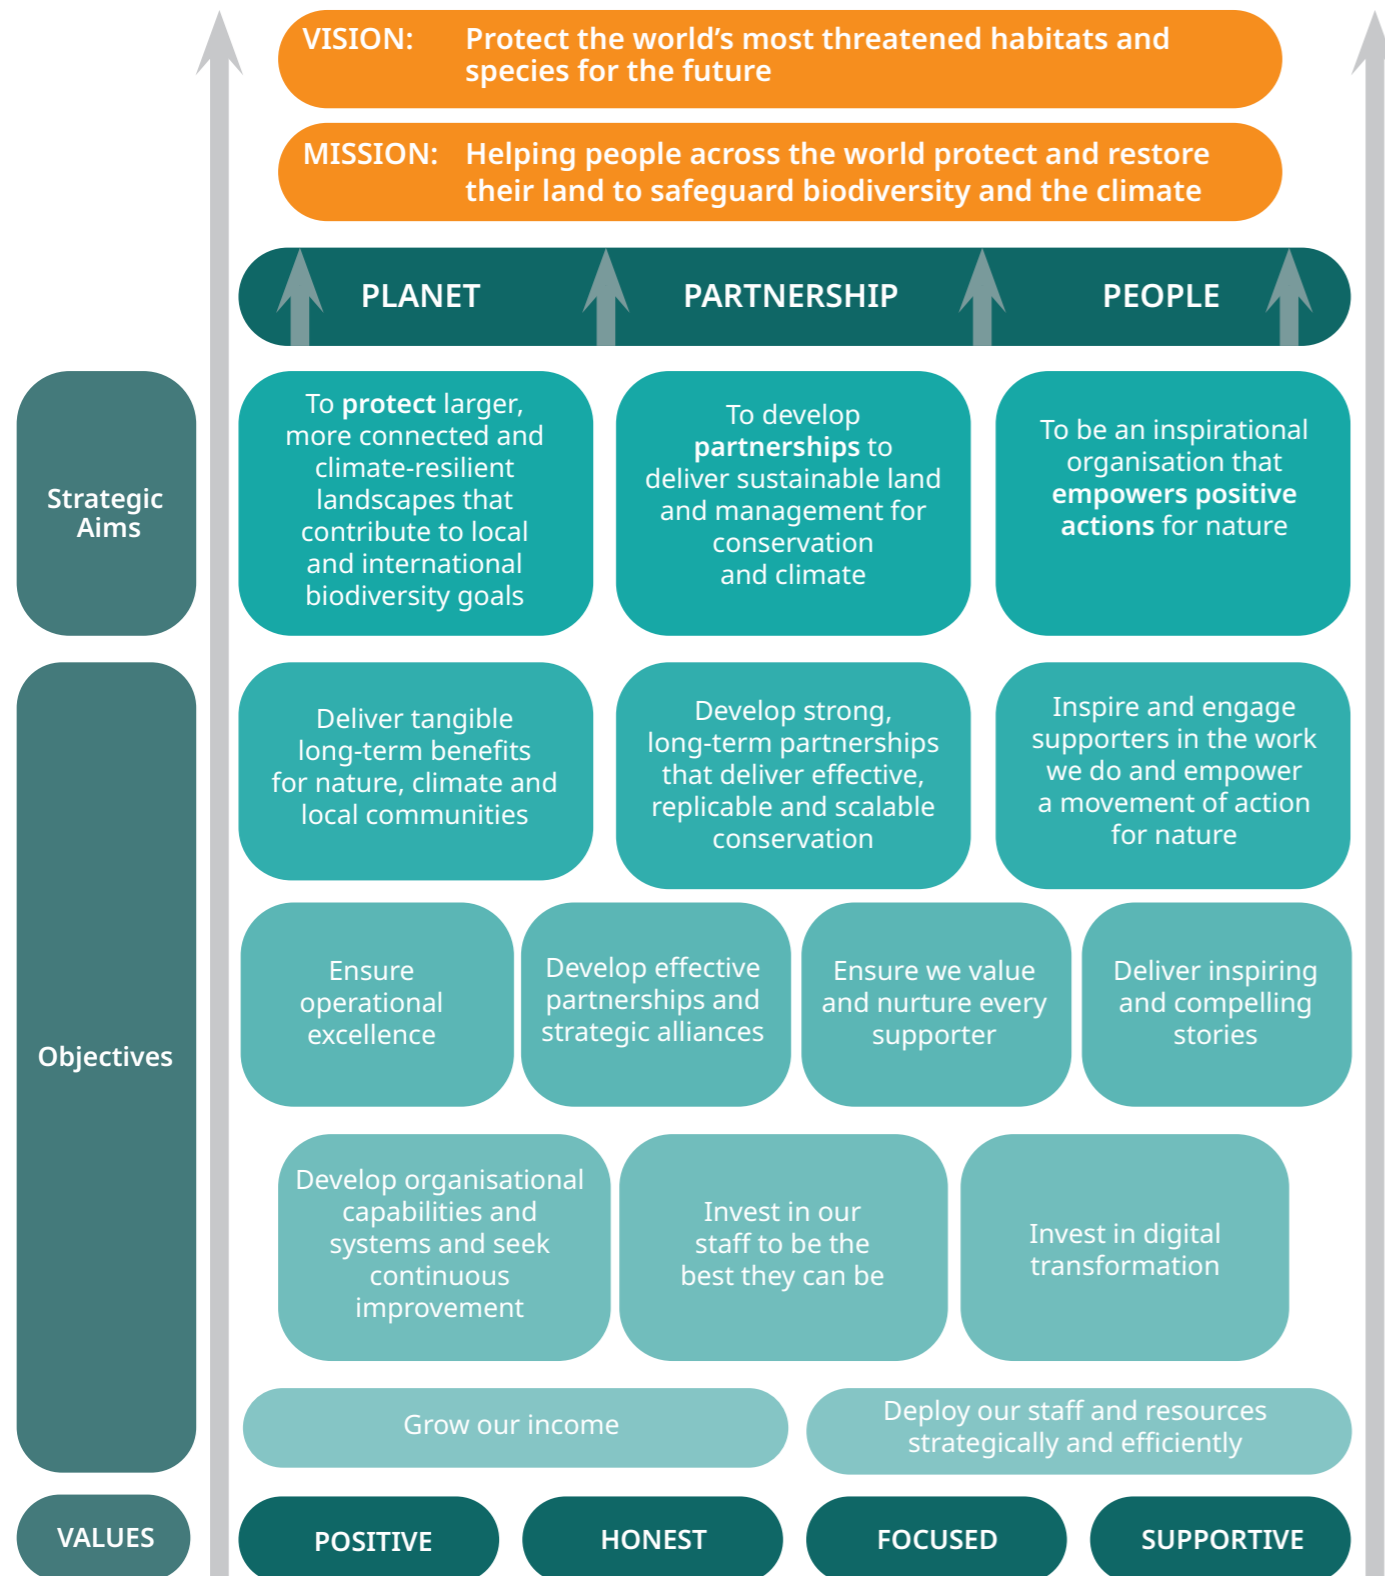 VISION: Protect the world's most threatened habitats and
species for the future
MISSION: Helping people across the world protect and restore
their land to safeguard biodiversity and the climate
PLANET
PARTNERSHIP
PEOPLE
Strategic
Aims
To protect larger,
more connected and
climate-resilient
landscapes that
contribute to local
and international
biodiversity goals
To develop
partnerships to
deliver sustainable land
and management for
conservation
and climate
To be an inspirational
organisation that
empowers positive
actions for nature
Objectives
Deliver tangible
long-term benefits
for nature, climate and
local communities
Develop strong,
long-term partnerships
that deliver effective,
replicable and scalable
conservation
Inspire and engage
supporters in the work
we do and empower
a movement of action
for nature
Ensure
operational
excellence
Develop effective
partnerships and
strategic alliances
Ensure we value
and nurture every
supporter
Deliver inspiring
and compelling
stories
Develop organisational
capabilities and
systems and seek
continuous
improvement
Invest in our
staff to be the
best they can be
Invest in digital
transformation
Grow our income
Deploy our staff and resources
strategically and efficiently
VALUES
POSITIVE
HONEST
FOCUSED
SUPPORTIVE